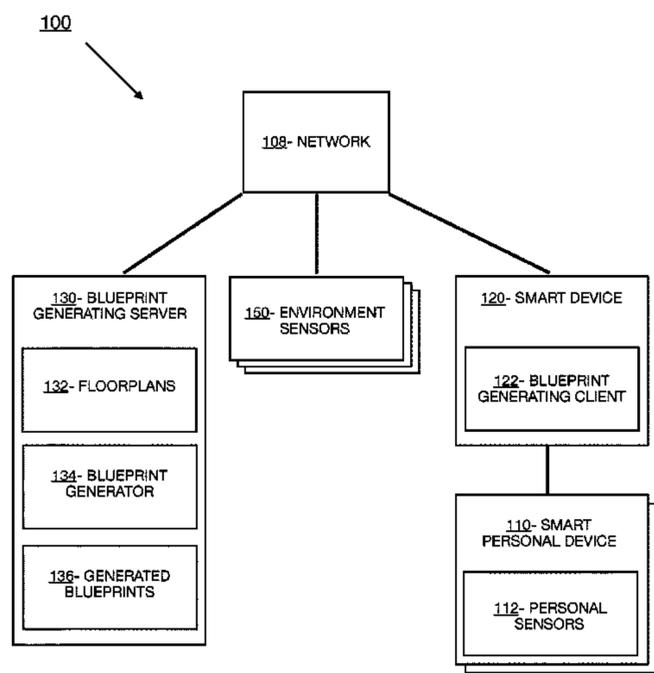 100
108- NETWORK
130- BLUEPRINT
GENERATING SERVER
132- FLOORPLANS
134- BLUEPRINT
GENERATOR
136- GENERATED
BLUEPRINTS
150- ENVIRONMENT
SENSORS
120- SMART DEVICE
122- BLUEPRINT
GENERATING CLIENT
110- SMART
PERSONAL DEVICE
112- PERSONAL
SENSORS